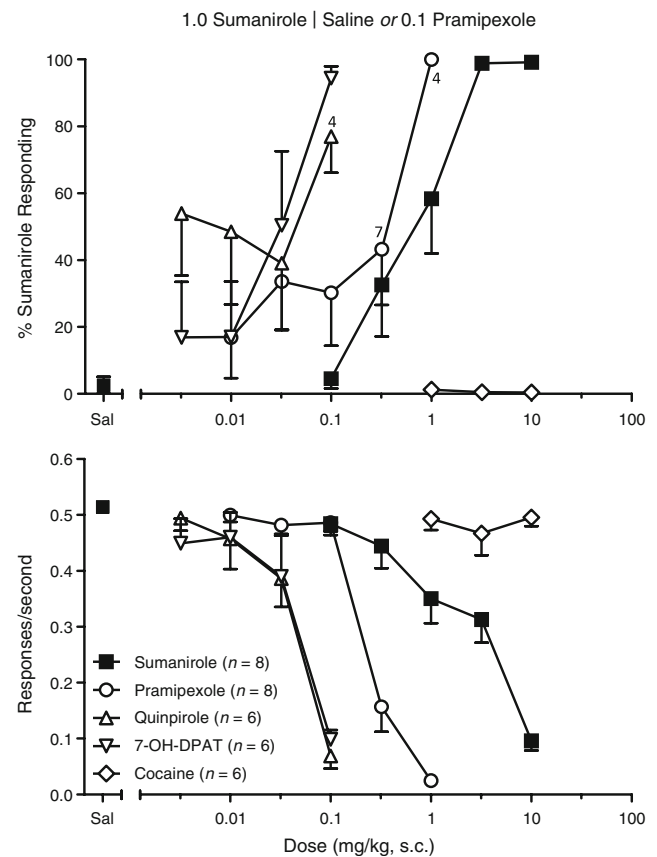 1.0 Sumanirole | Saline or 0.1 Pramipexole
% Sumanirole Responding
100
80
60
40
20
0
4
4
7
Sal
0.01
0.1
1
10
100
Responses/second
0.6
0.5
0.4
0.3
0.2
0.1
0.0
Sumanirole (n = 8)
Pramipexole (n = 8)
Quinpirole (n = 6)
7-OH-DPAT (n = 6)
Cocaine (n = 6)
Sal
0.01
0.1
1
10
100
Dose (mg/kg, s.c.)